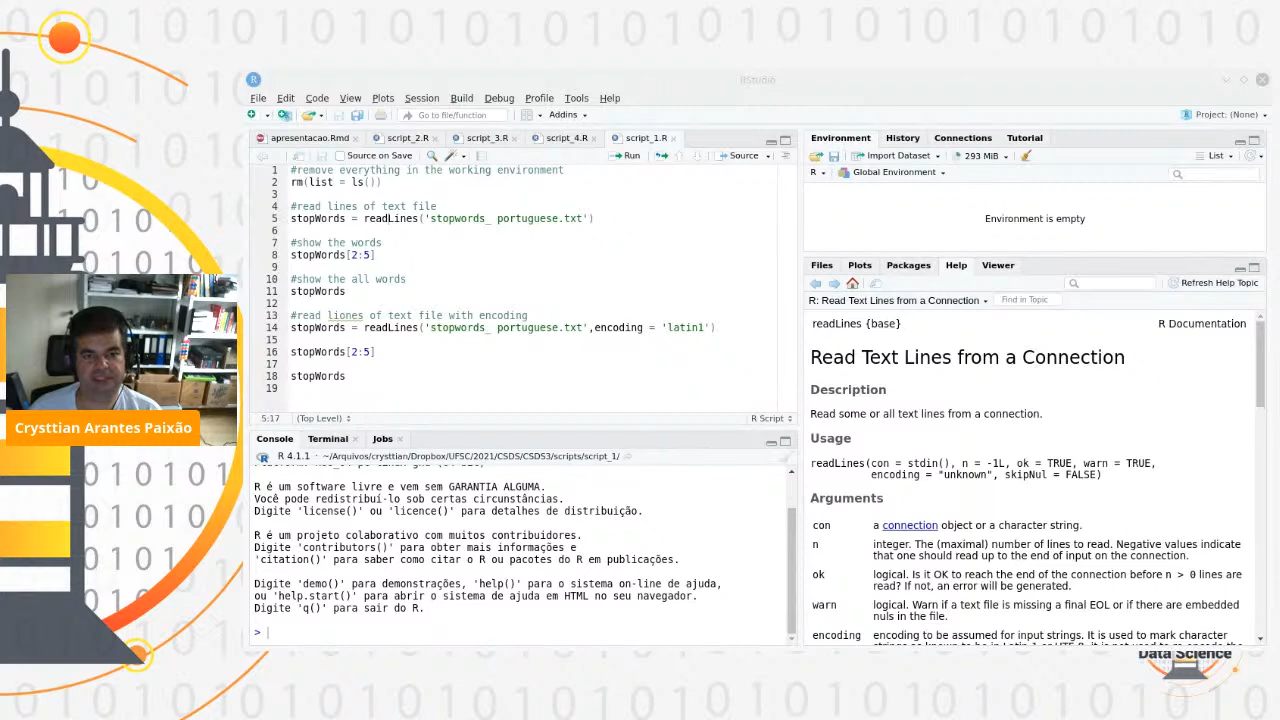 RStudio
File Edit Code View Plots Session Build Debug Profile Tools Help
Go to file/function Addins Project: (None)
apresentacao.Rmd script_2.R script_3.R script_4.R script_1.R
Source on Save Run Source
1 #remove everything in the working environment
2 rm(list = ls())
3
4 #read lines of text file
5 stopWords = readLines('stopwords_ portuguese.txt')
6
7 #show the words
8 stopWords[2:5]
9
10 #show the all words
11 stopWords
12
13 #read liones of text file with encoding
14 stopWords = readLines('stopwords_ portuguese.txt',encoding = 'latin1')
15
16 stopWords[2:5]
17
18 stopWords
19
5:17 (Top Level) R Script
Console Terminal Jobs
R 4.1.1 · ~/Arquivos/crysttian/Dropbox/UFSC/2021/CSDS/CSDS3/scripts/script_1/
R é um software livre e vem sem GARANTIA ALGUMA.
Você pode redistribuí-lo sob certas circunstâncias.
Digite 'license()' ou 'licence()' para detalhes de distribuição.
R é um projeto colaborativo com muitos contribuidores.
Digite 'contributors()' para obter mais informações e
'citation()' para saber como citar o R ou pacotes do R em publicações.
Digite 'demo()' para demonstrações, 'help()' para o sistema on-line de ajuda,
ou 'help.start()' para abrir o sistema de ajuda em HTML no seu navegador.
Digite 'q()' para sair do R.
>
Environment History Connections Tutorial
Import Dataset 293 MiB List
R Global Environment
Environment is empty
Files Plots Packages Help Viewer
Refresh Help Topic
R: Read Text Lines from a Connection Find in Topic
readLines {base} R Documentation
Read Text Lines from a Connection
Description
Read some or all text lines from a connection.
Usage
readLines(con = stdin(), n = -1L, ok = TRUE, warn = TRUE,
encoding = "unknown", skipNul = FALSE)
Arguments
con a connection object or a character string.
n integer. The (maximal) number of lines to read. Negative values indicate
that one should read up to the end of input on the connection.
ok logical. Is it OK to reach the end of the connection before n > 0 lines are
read? If not, an error will be generated.
warn logical. Warn if a text file is missing a final EOL or if there are embedded
nuls in the file.
encoding encoding to be assumed for input strings. It is used to mark character
Crysttian Arantes Paixão
Data Science